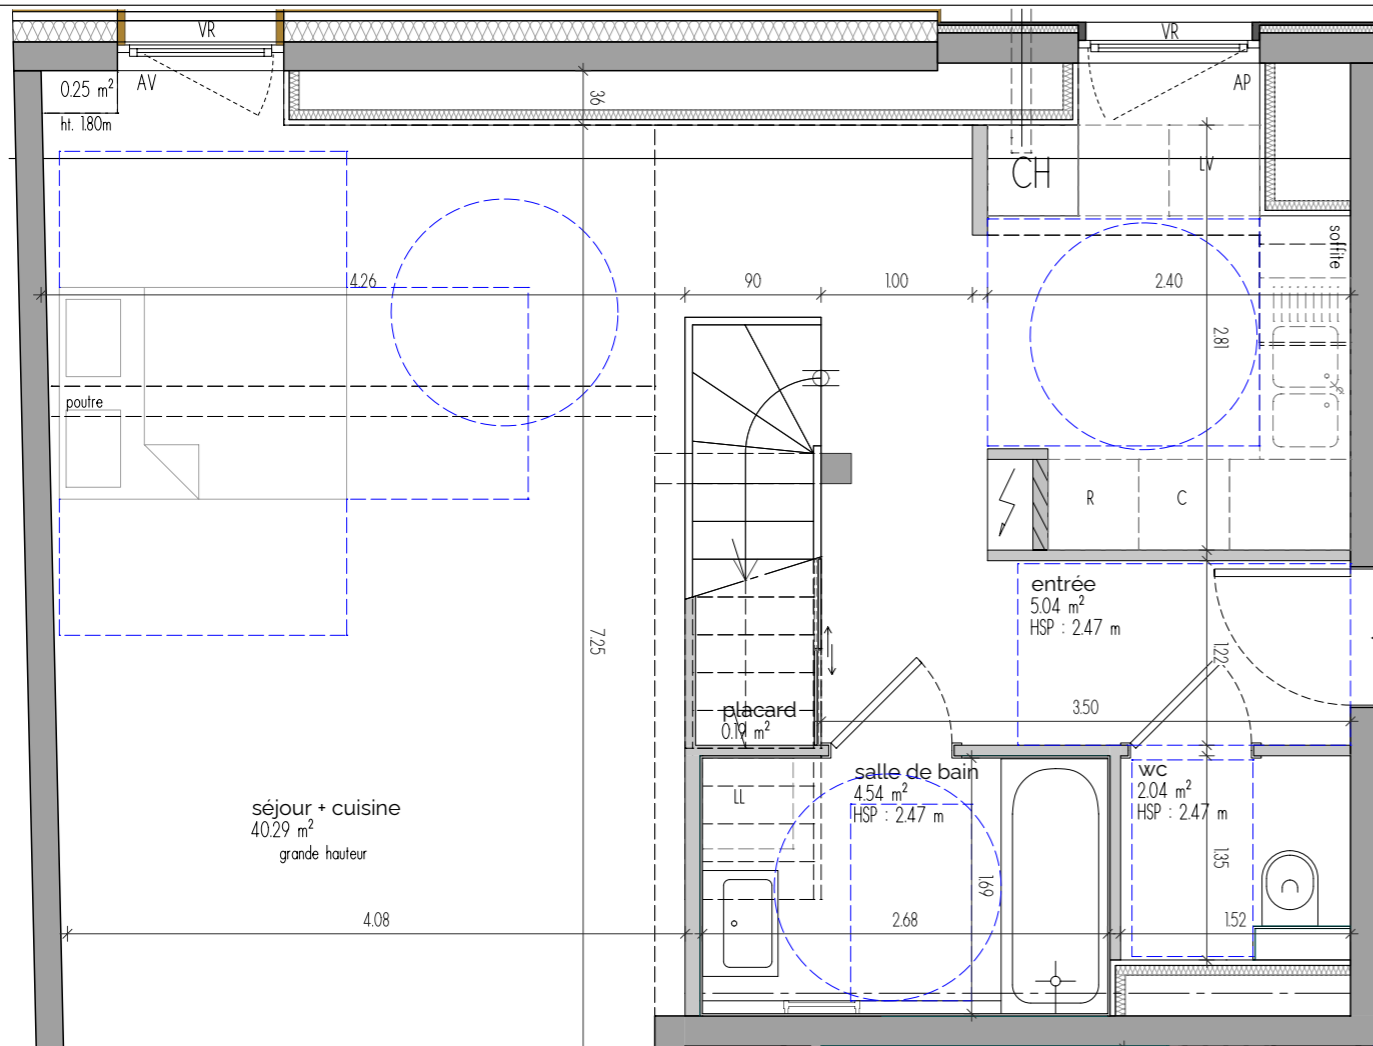 VR
VR
0.25 m²
AV
ht. 1.80m
36
AP
CH
LV
soffite
4.26
90
1.00
2.40
2.81
poutre
R
C
entrée
5.04 m²
HSP : 2.47 m
7.25
1.22
placard
0.19 m²
3.50
salle de bain
4.54 m²
HSP : 2.47 m
wc
2.04 m²
HSP : 2.47 m
LL
séjour + cuisine
40.29 m²
grande hauteur
1.69
1.35
4.08
2.68
1.52